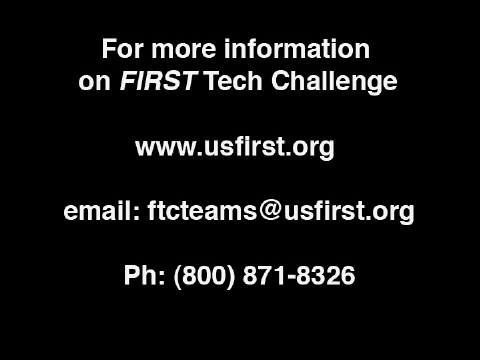 For more information
on FIRST Tech Challenge
www.usfirst.org
email: ftcteams@usfirst.org
Ph: (800) 871-8326